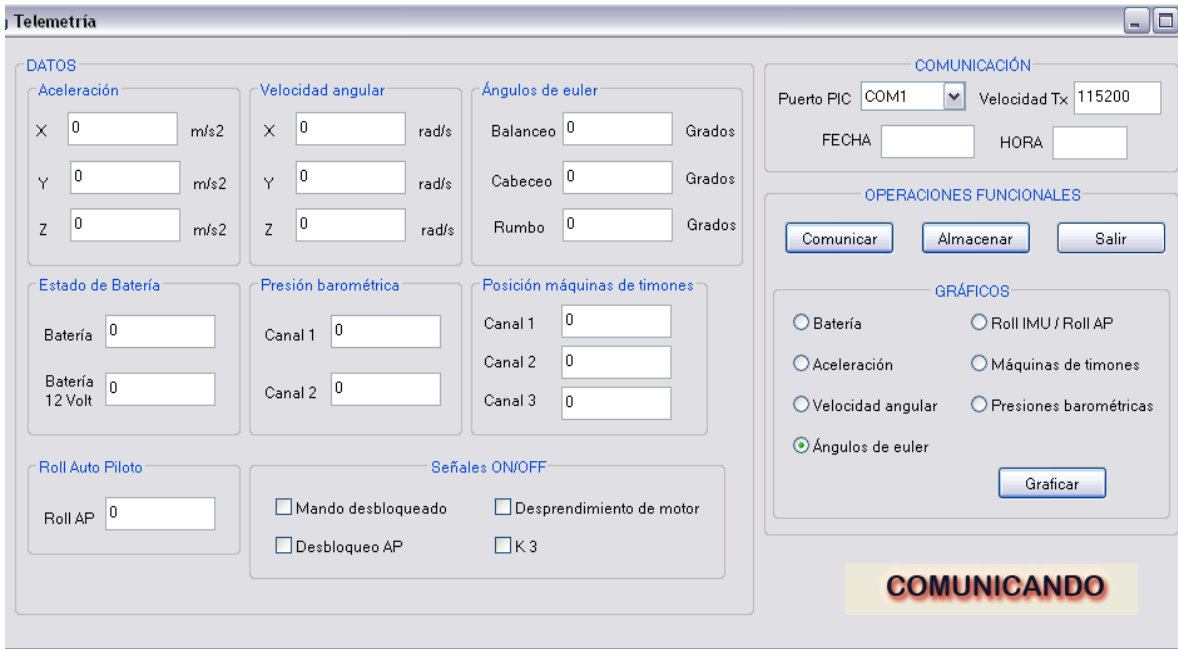 Telemetría
DATOS
Aceleración
X 0 m/s2
Y 0 m/s2
Z 0 m/s2
Velocidad angular
X 0 rad/s
Y 0 rad/s
Z 0 rad/s
Ángulos de euler
Balanceo 0 Grados
Cabeceo 0 Grados
Rumbo 0 Grados
Estado de Batería
Batería 0
Batería
12 Volt 0
Presión barométrica
Canal 1 0
Canal 2 0
Posición máquinas de timones
Canal 1 0
Canal 2 0
Canal 3 0
Roll Auto Piloto
Roll AP 0
Señales ON/OFF
Mando desbloqueado Desprendimiento de motor
Desbloqueo AP K 3
COMUNICACIÓN
Puerto PIC COM1 Velocidad Tx 115200
FECHA HORA
OPERACIONES FUNCIONALES
Comunicar Almacenar Salir
GRÁFICOS
Batería Roll IMU / Roll AP
Aceleración Máquinas de timones
Velocidad angular Presiones barométricas
Ángulos de euler
Graficar
COMUNICANDO